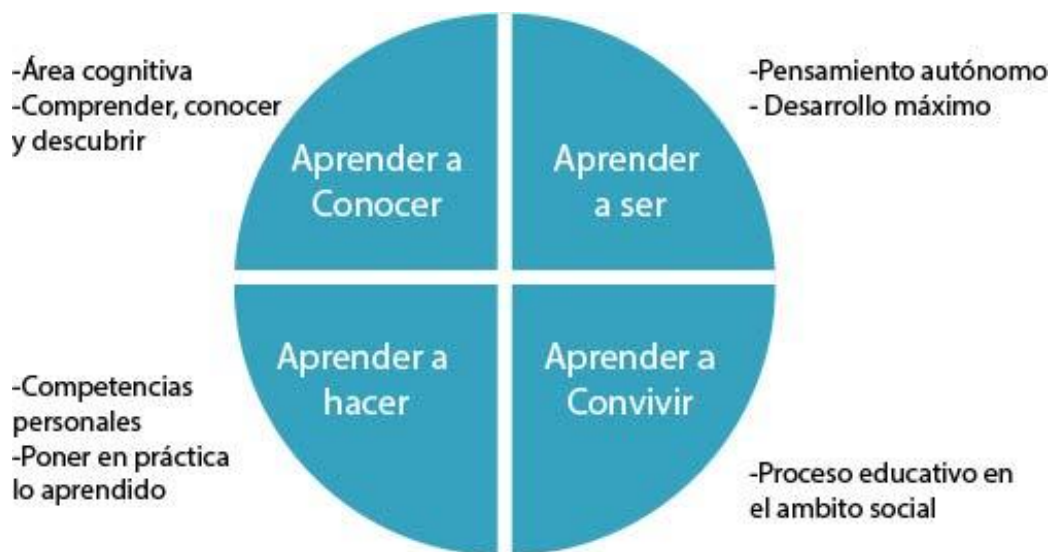 -Área cognitiva
-Comprender, conocer
y descubrir
Aprender a
Conocer
-Pensamiento autónomo
- Desarrollo máximo
Aprender
a ser
-Competencias
personales
-Poner en práctica
lo aprendido
Aprender a
hacer
Aprender a
Convivir
-Proceso educativo en
el ambito social